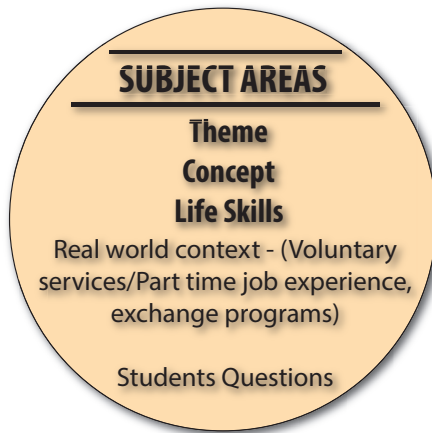 SUBJECT AREAS
Theme
Concept
Life Skills
Real world context - (Voluntary
services/Part time job experience,
exchange programs)
Students Questions